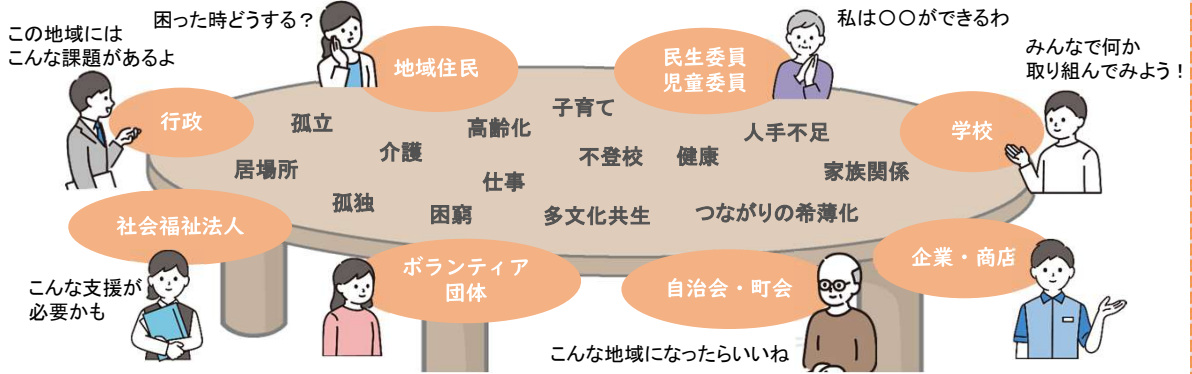 困った時どうする？
私は〇〇ができるわ
この地域には
こんな課題があるよ
みんなで何か
取り組んでみよう！
地域住民
民生委員
児童委員
行政
学校
孤立
高齢化
子育て
人手不足
居場所
介護
不登校
健康
家族関係
仕事
孤独
困窮
多文化共生
つながりの希薄化
社会福祉法人
ボランティア
団体
自治会・町会
企業・商店
こんな支援が
必要かも
こんな地域になったらいいね